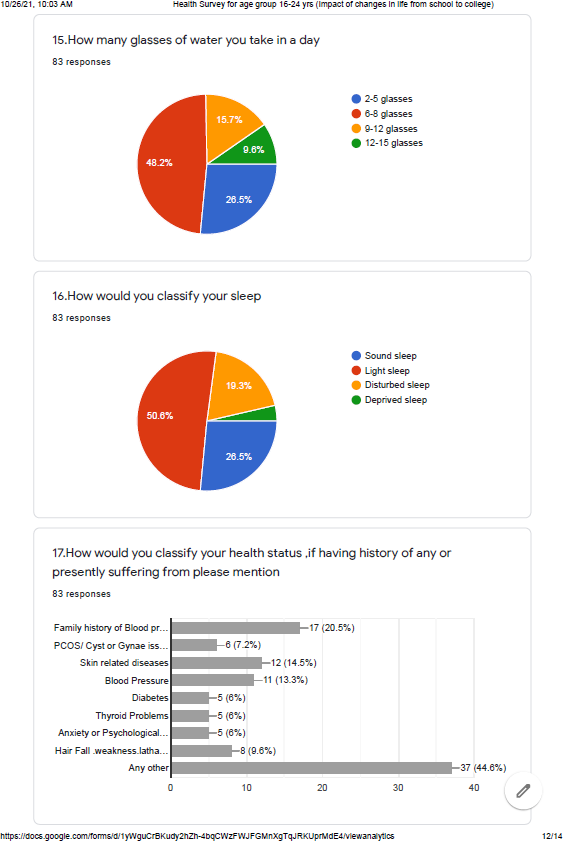 10/26/21, 10:03 AM Health Survey for age group 16-24 yrs (Impact of changes in life from school to college)
15.How many glasses of water you take in a day
83 responses
2-5 glasses
6-8 glasses
9-12 glasses
12-15 glasses
15.7%
9.6%
48.2%
26.5%
16.How would you classify your sleep
83 responses
Sound sleep
Light sleep
Disturbed sleep
Deprived sleep
19.3%
50.6%
26.5%
17.How would you classify your health status ,if having history of any or
presently suffering from please mention
83 responses
Family history of Blood pr... 17 (20.5%)
PCOS/ Cyst or Gynae iss... 6 (7.2%)
Skin related diseases 12 (14.5%)
Blood Pressure 11 (13.3%)
Diabetes 5 (6%)
Thyroid Problems 5 (6%)
Anxiety or Psychological... 5 (6%)
Hair Fall .weakness.latha... 8 (9.6%)
Any other 37 (44.6%)
0 10 20 30 40
https://docs.google.com/forms/d/1yWguCrBKudy2hZh-4bqCWzFWJFGMnXgTqJRKUprMdE4/viewanalytics 12/14